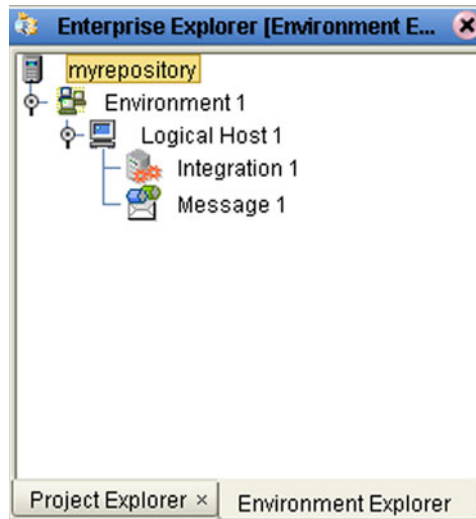 Enterprise Explorer [Environment E...
myrepository
Environment 1
Logical Host 1
Integration 1
Message 1
Project Explorer × Environment Explorer